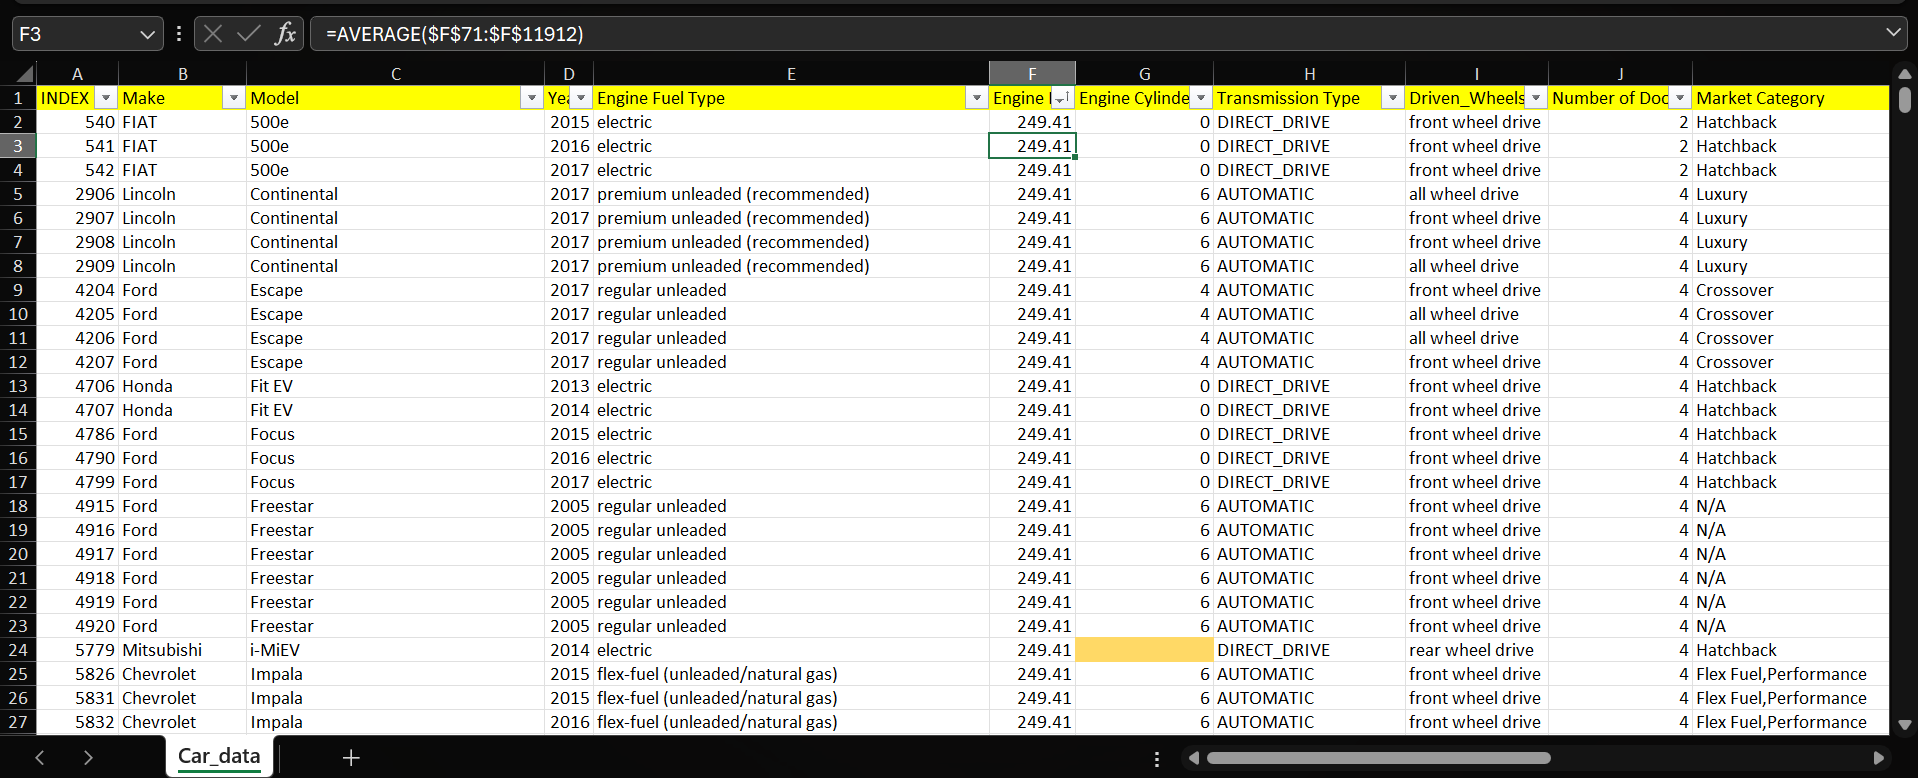 F3 fx =AVERAGE($F$71:$F$11912)
A B C D E F G H I J
1 INDEX Make Model Yea Engine Fuel Type Engine Engine Cylinde Transmission Type Driven_Wheels Number of Doo Market Category
2 540 FIAT 500e 2015 electric 249.41 0 DIRECT_DRIVE front wheel drive 2 Hatchback
3 541 FIAT 500e 2016 electric 249.41 0 DIRECT_DRIVE front wheel drive 2 Hatchback
4 542 FIAT 500e 2017 electric 249.41 0 DIRECT_DRIVE front wheel drive 2 Hatchback
5 2906 Lincoln Continental 2017 premium unleaded (recommended) 249.41 6 AUTOMATIC all wheel drive 4 Luxury
6 2907 Lincoln Continental 2017 premium unleaded (recommended) 249.41 6 AUTOMATIC front wheel drive 4 Luxury
7 2908 Lincoln Continental 2017 premium unleaded (recommended) 249.41 6 AUTOMATIC front wheel drive 4 Luxury
8 2909 Lincoln Continental 2017 premium unleaded (recommended) 249.41 6 AUTOMATIC all wheel drive 4 Luxury
9 4204 Ford Escape 2017 regular unleaded 249.41 4 AUTOMATIC front wheel drive 4 Crossover
10 4205 Ford Escape 2017 regular unleaded 249.41 4 AUTOMATIC all wheel drive 4 Crossover
11 4206 Ford Escape 2017 regular unleaded 249.41 4 AUTOMATIC all wheel drive 4 Crossover
12 4207 Ford Escape 2017 regular unleaded 249.41 4 AUTOMATIC front wheel drive 4 Crossover
13 4706 Honda Fit EV 2013 electric 249.41 0 DIRECT_DRIVE front wheel drive 4 Hatchback
14 4707 Honda Fit EV 2014 electric 249.41 0 DIRECT_DRIVE front wheel drive 4 Hatchback
15 4786 Ford Focus 2015 electric 249.41 0 DIRECT_DRIVE front wheel drive 4 Hatchback
16 4790 Ford Focus 2016 electric 249.41 0 DIRECT_DRIVE front wheel drive 4 Hatchback
17 4799 Ford Focus 2017 electric 249.41 0 DIRECT_DRIVE front wheel drive 4 Hatchback
18 4915 Ford Freestar 2005 regular unleaded 249.41 6 AUTOMATIC front wheel drive 4 N/A
19 4916 Ford Freestar 2005 regular unleaded 249.41 6 AUTOMATIC front wheel drive 4 N/A
20 4917 Ford Freestar 2005 regular unleaded 249.41 6 AUTOMATIC front wheel drive 4 N/A
21 4918 Ford Freestar 2005 regular unleaded 249.41 6 AUTOMATIC front wheel drive 4 N/A
22 4919 Ford Freestar 2005 regular unleaded 249.41 6 AUTOMATIC front wheel drive 4 N/A
23 4920 Ford Freestar 2005 regular unleaded 249.41 6 AUTOMATIC front wheel drive 4 N/A
24 5779 Mitsubishi i-MiEV 2014 electric 249.41 DIRECT_DRIVE rear wheel drive 4 Hatchback
25 5826 Chevrolet Impala 2015 flex-fuel (unleaded/natural gas) 249.41 6 AUTOMATIC front wheel drive 4 Flex Fuel,Performance
26 5831 Chevrolet Impala 2015 flex-fuel (unleaded/natural gas) 249.41 6 AUTOMATIC front wheel drive 4 Flex Fuel,Performance
27 5832 Chevrolet Impala 2016 flex-fuel (unleaded/natural gas) 249.41 6 AUTOMATIC front wheel drive 4 Flex Fuel,Performance
Car_data